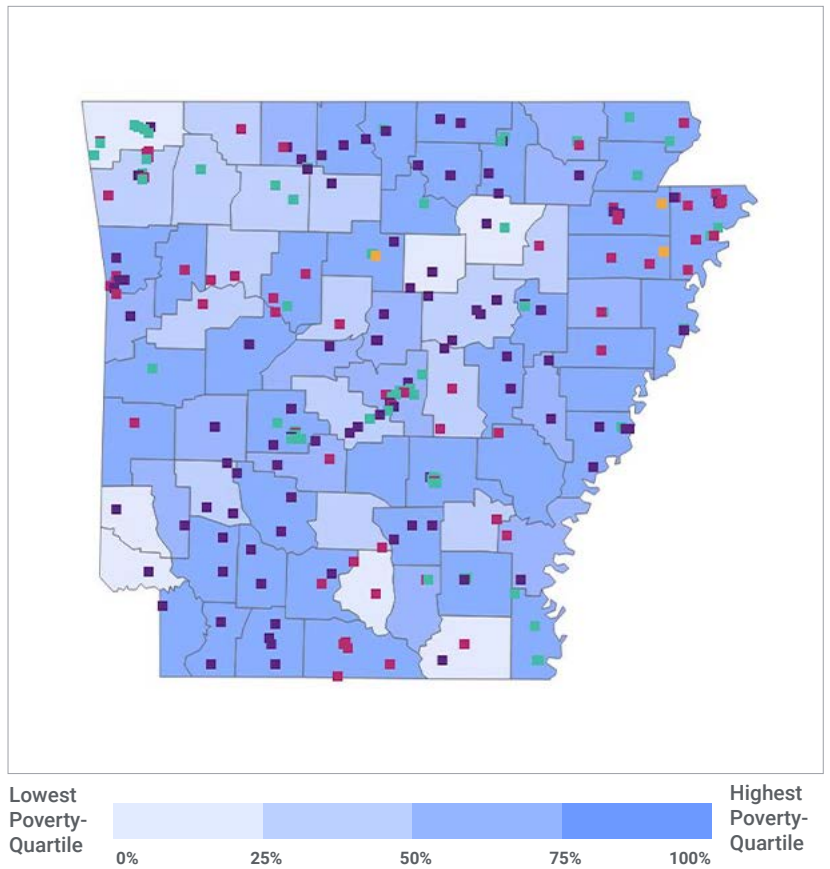 Lowest
Poverty-
Quartile
0%
25%
50%
75%
100%
Highest
Poverty-
Quartile